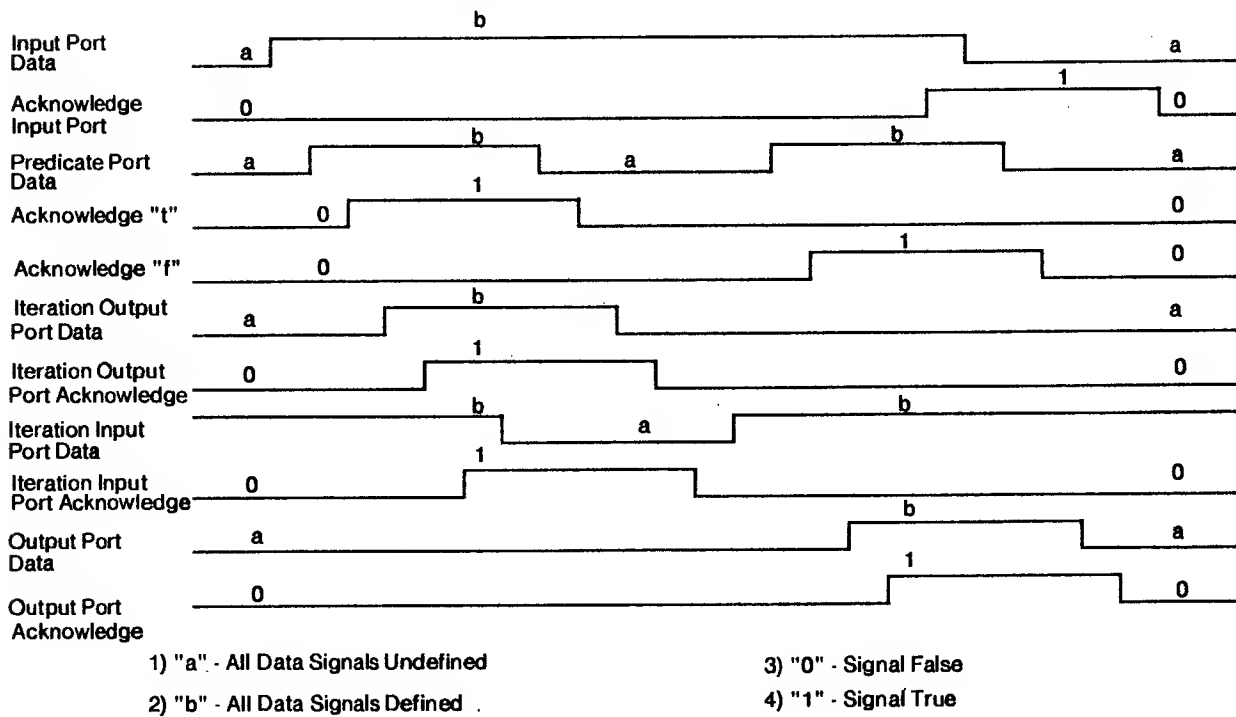 b
Input Port
Data
a
a
1
Acknowledge
Input Port
0
0
b
b
Predicate Port
Data
a
a
a
1
Acknowledge "t"
0
0
1
Acknowledge "f"
0
0
b
Iteration Output
Port Data
a
a
1
Iteration Output
Port Acknowledge
0
0
b
a
b
Iteration Input
Port Data
1
Iteration Input
Port Acknowledge
0
0
b
Output Port
Data
a
a
1
Output Port
Acknowledge
0
0
1) "a" - All Data Signals Undefined
2) "b" - All Data Signals Defined
3) "0" - Signal False
4) "1" - Signal True